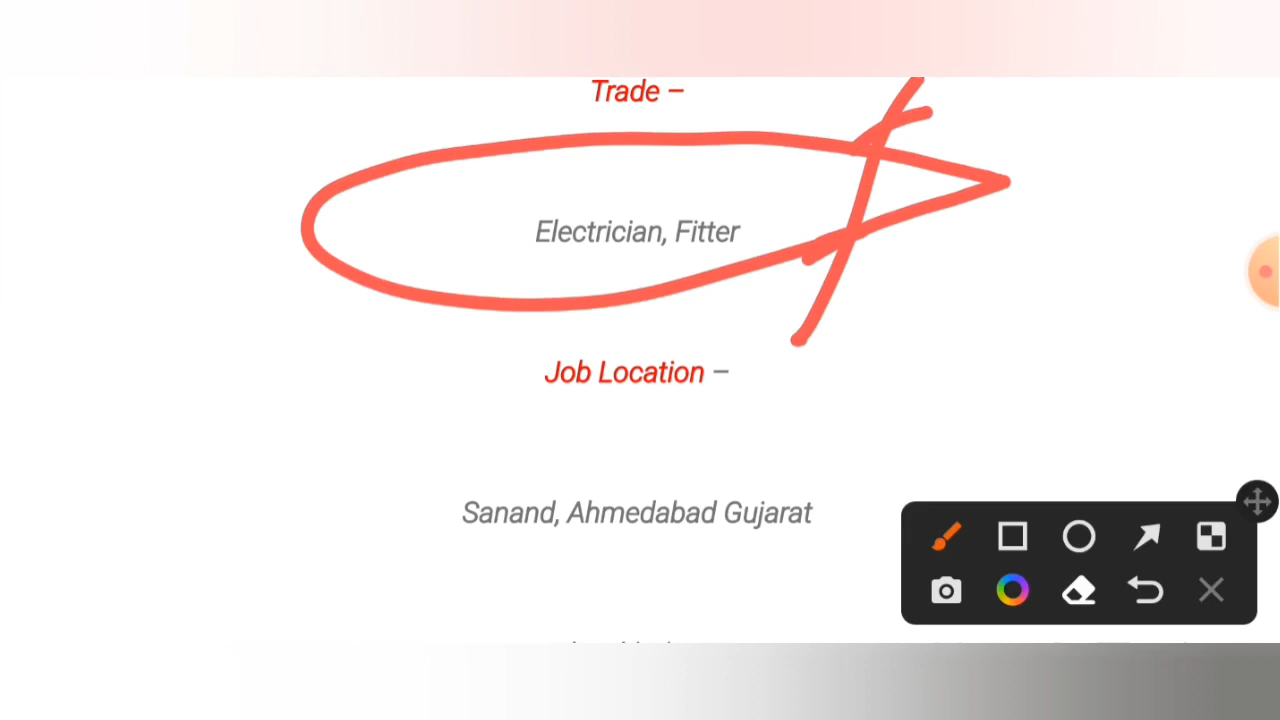 Trade –
Electrician, Fitter
Job Location –
Sanand, Ahmedabad Gujarat